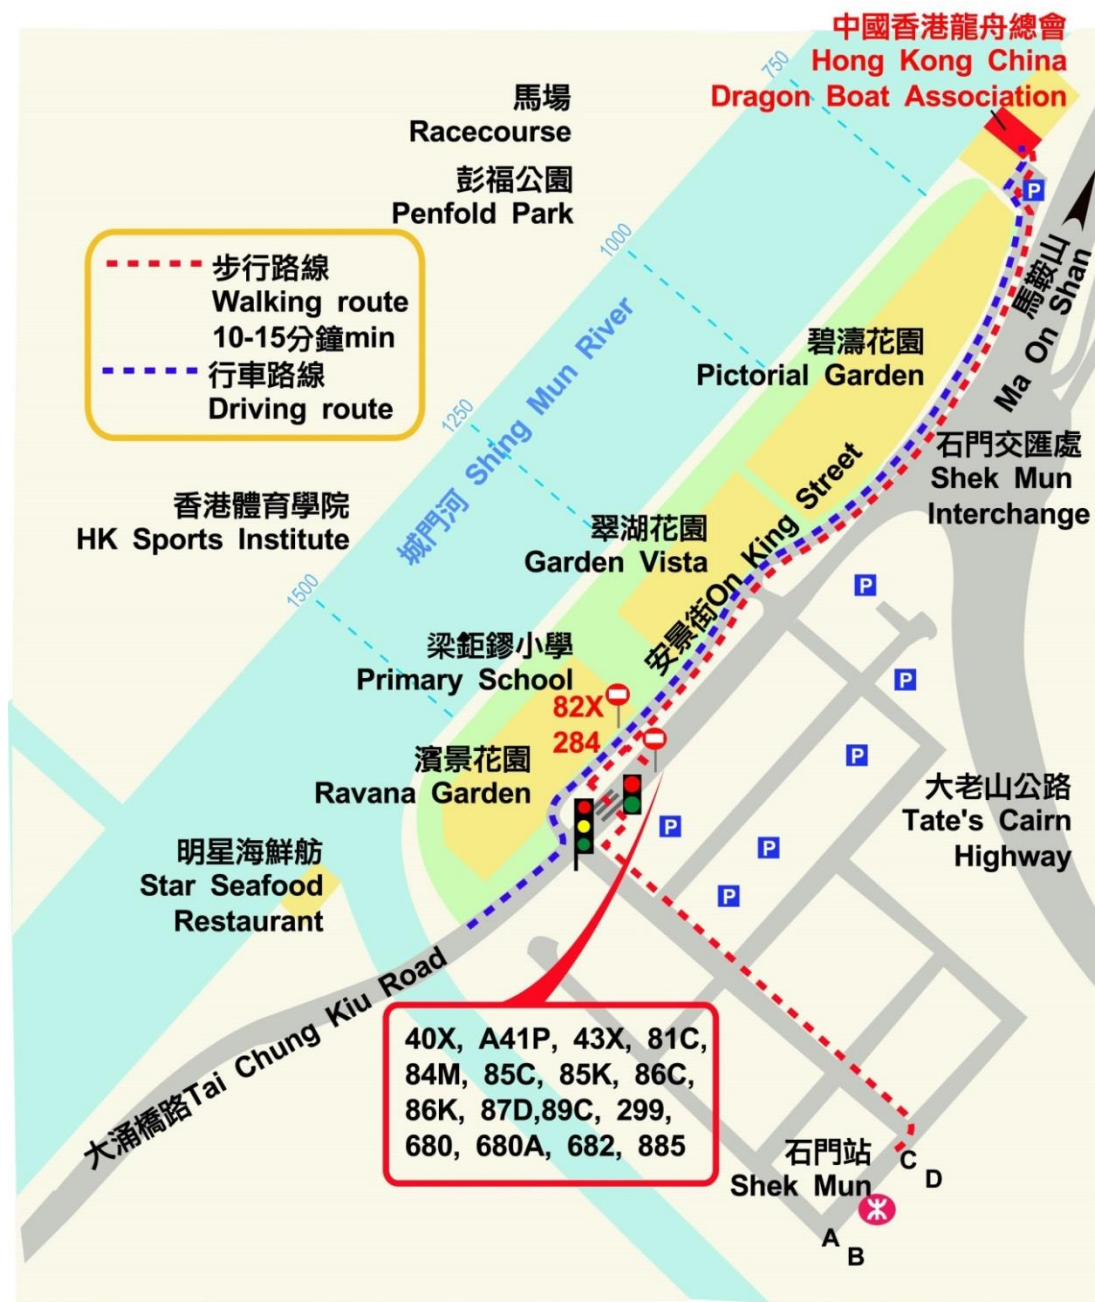 中國香港龍舟總會
Hong Kong China
Dragon Boat Association
750
馬場
Racecourse
彭福公園
Penfold Park
P
1000
步行路線
Walking route
10-15分鐘min
行車路線
Driving route
馬鞍山
Ma On Shan
城門河 Shing Mun River
碧濤花園
Pictorial Garden
1250
石門交匯處
Shek Mun
Interchange
香港體育學院
HK Sports Institute
翠湖花園
Garden Vista
安景街On King Street
1500
P
梁鉅鏐小學
Primary School
P
82X
284
濱景花園
Ravana Garden
P
大老山公路
Tate's Cairn
Highway
P
P
P
明星海鮮舫
Star Seafood
Restaurant
大涌橋路Tai Chung Kiu Road
40X, A41P, 43X, 81C,
84M, 85C, 85K, 86C,
86K, 87D,89C, 299,
680, 680A, 682, 885
石門站
Shek Mun
C
D
A
B